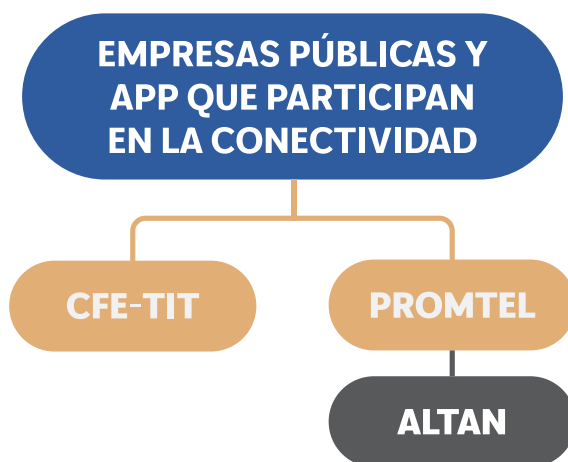 EMPRESAS PÚBLICAS Y
APP QUE PARTICIPAN
EN LA CONECTIVIDAD
CFE-TIT
PROMTEL
ALTAN